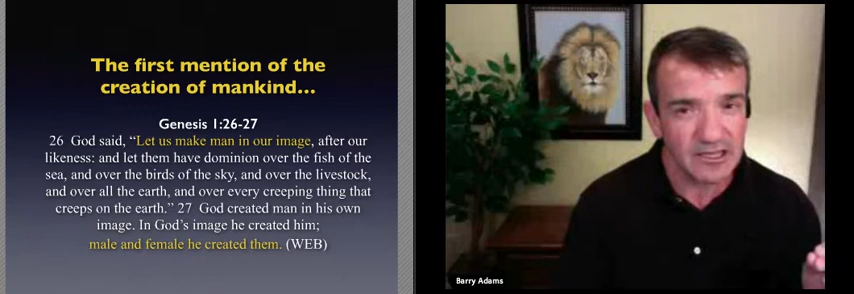 The first mention of the
creation of mankind...
Genesis 1:26-27
26 God said, “Let us make man in our image, after our
likeness: and let them have dominion over the fish of the
sea, and over the birds of the sky, and over the livestock,
and over all the earth, and over every creeping thing that
creeps on the earth.” 27 God created man in his own
image. In God’s image he created him;
male and female he created them. (WEB)
Barry Adams